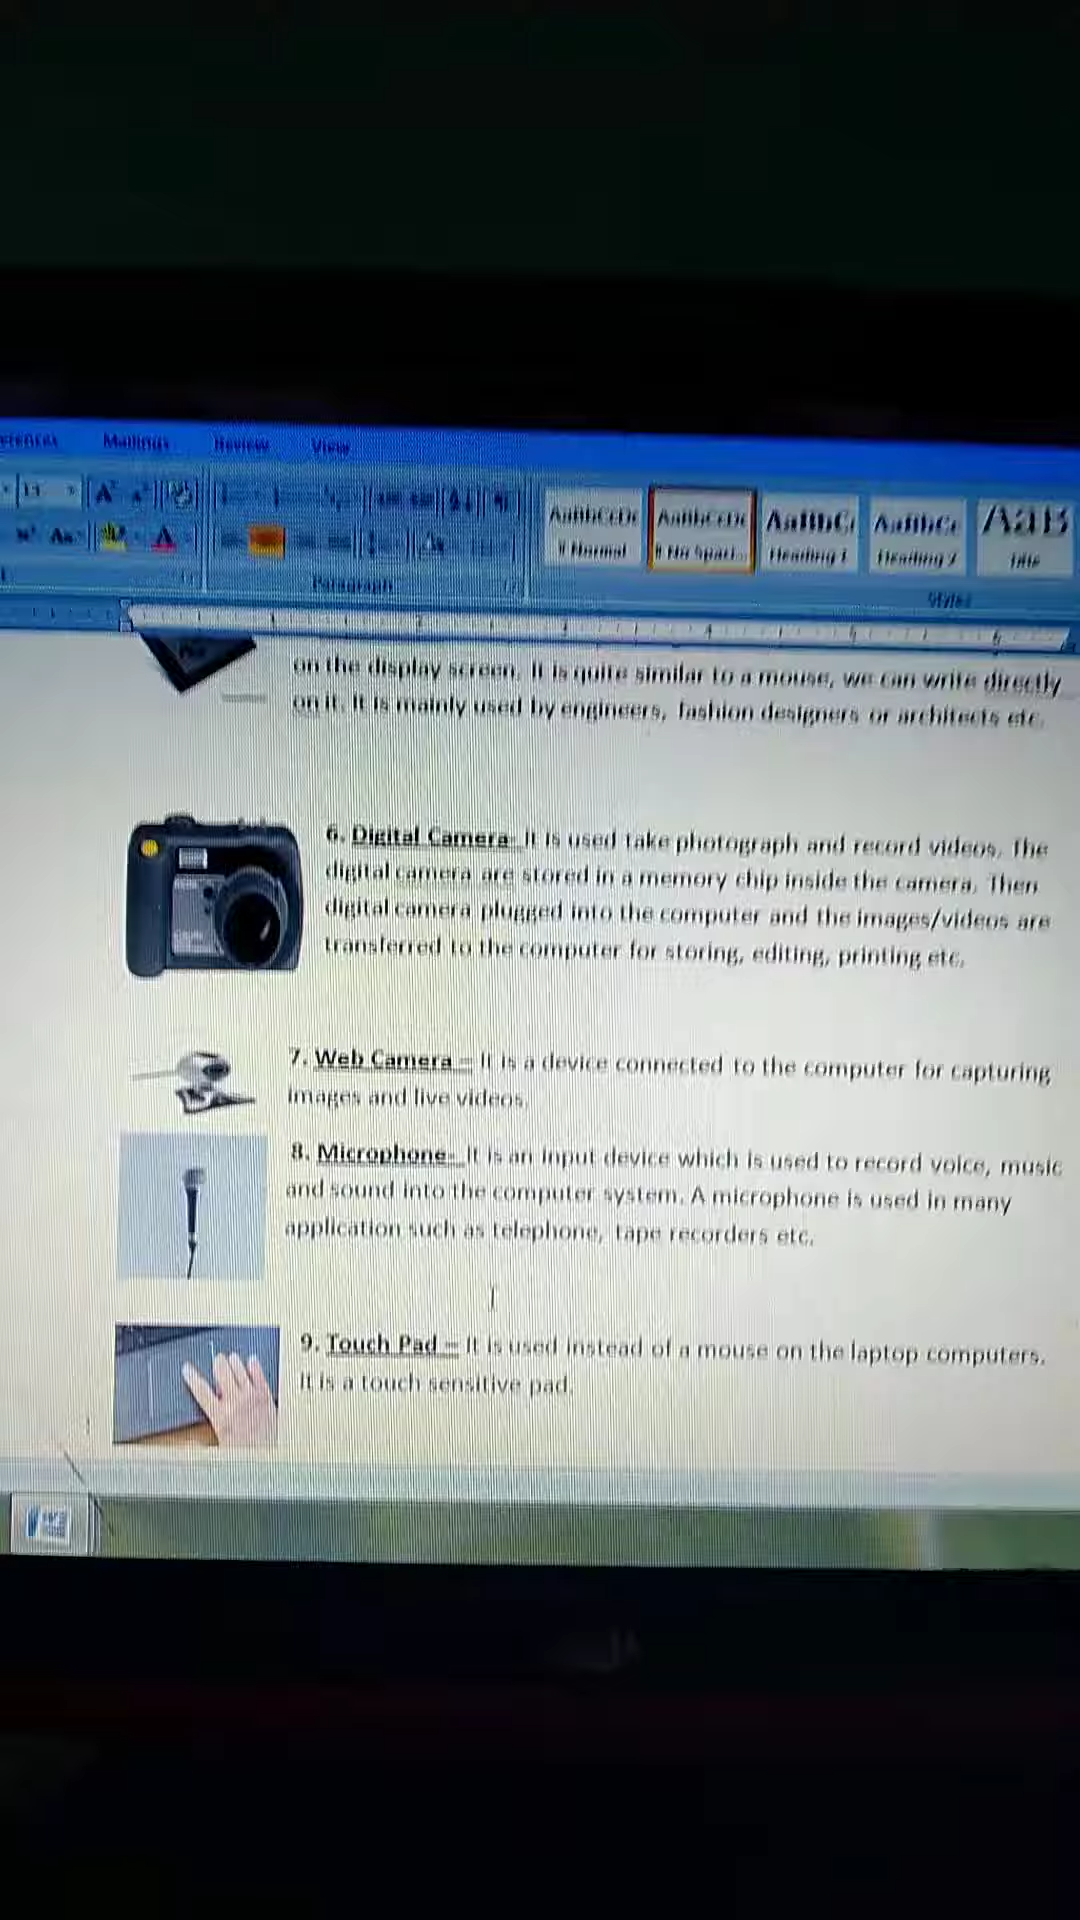 Mailings Review View
13
Aa
AaBbCcDc AaBbCcDc AaBbC AaBbCc AaB
Normal No Spaci... Heading 1 Heading 2 Title
Paragraph
Styles
on the display screen. It is quite similar to a mouse, we can write directly
on it. It is mainly used by engineers, fashion designers or architects etc.
6. Digital Camera- It is used take photograph and record videos. The
digital camera are stored in a memory chip inside the camera. Then
digital camera plugged into the computer and the images/videos are
transferred to the computer for storing, editing, printing etc.
7. Web Camera – It is a device connected to the computer for capturing
images and live videos.
8. Microphone- It is an input device which is used to record voice, music
and sound into the computer system. A microphone is used in many
application such as telephone, tape recorders etc.
9. Touch Pad – It is used instead of a mouse on the laptop computers.
It is a touch sensitive pad.